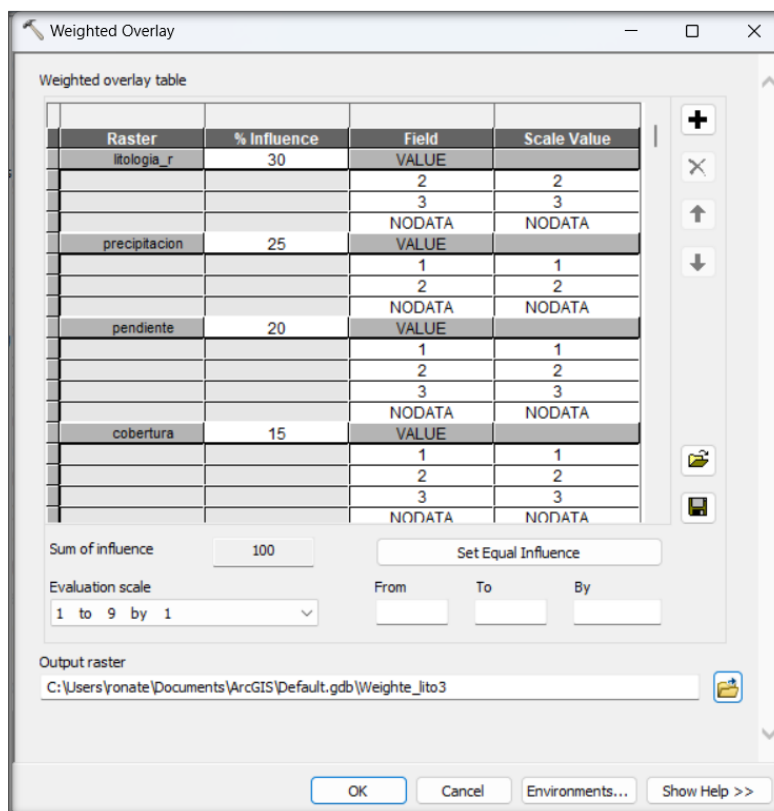 Weighted Overlay
Weighted overlay table
Raster % Influence Field Scale Value
litologia_r 30 VALUE
2 2
3 3
NODATA NODATA
precipitacion 25 VALUE
1 1
2 2
NODATA NODATA
pendiente 20 VALUE
1 1
2 2
3 3
NODATA NODATA
cobertura 15 VALUE
1 1
2 2
3 3
NODATA NODATA
Sum of influence 100 Set Equal Influence
Evaluation scale From To By
1 to 9 by 1
Output raster
C:\Users\ronate\Documents\ArcGIS\Default.gdb\Weighte_lito3
OK Cancel Environments... Show Help >>